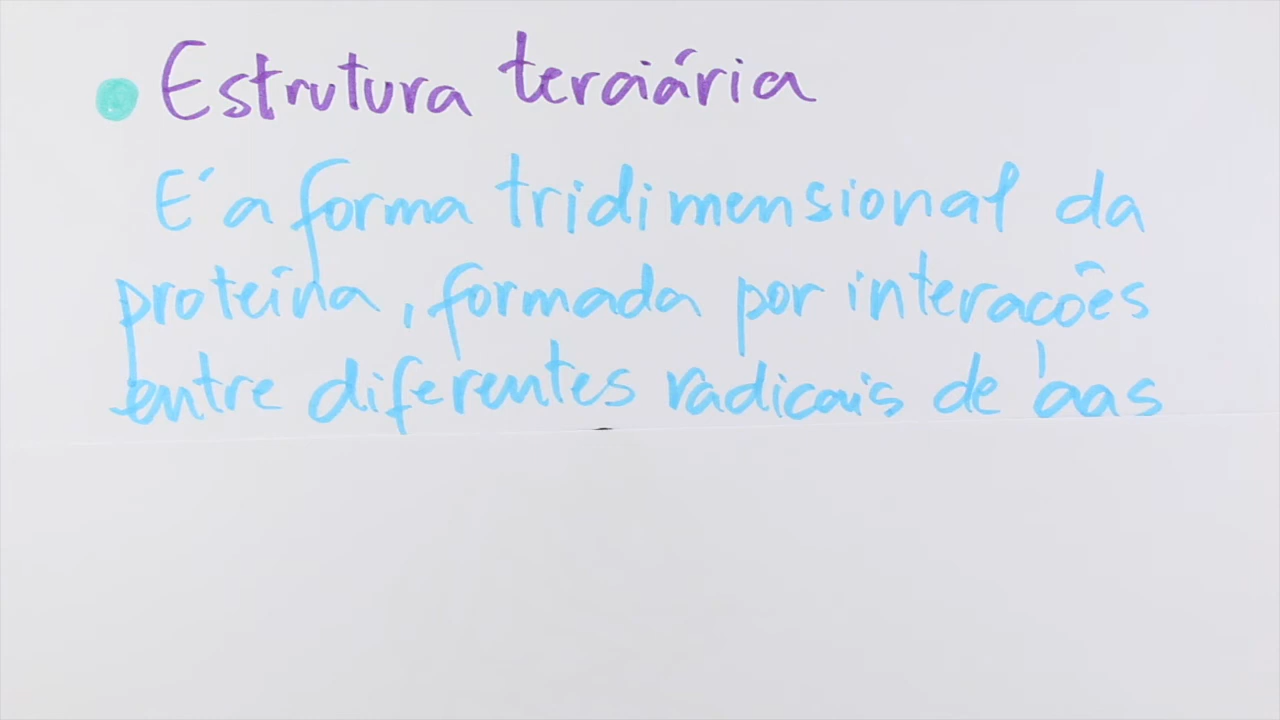 Estrutura terciária
É a forma tridimensional da
proteína, formada por interações
entre diferentes radicais de aas